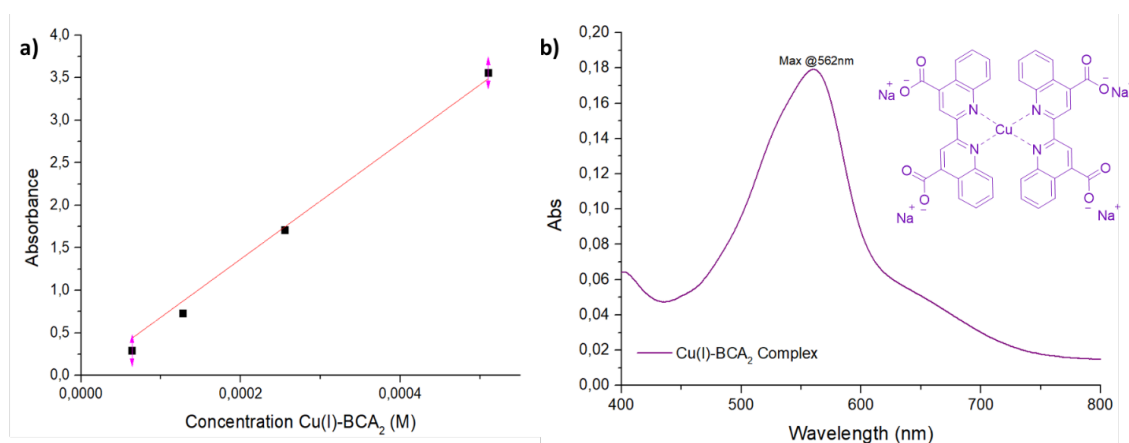 a)
4,0
3,5
3,0
2,5
2,0
1,5
1,0
0,5
0,0
Absorbance
0,0000
0,0002
0,0004
Concentration Cu(I)-BCA₂ (M)
b)
0,20
0,18
0,16
0,14
0,12
0,10
0,08
0,06
0,04
0,02
0,00
Abs
Max @562nm
Cu(I)-BCA₂ Complex
400
500
600
700
800
Wavelength (nm)
O
Na⁺
⁻O
N
N
Cu
N
N
O
O⁻
Na⁺
O
O⁻
Na⁺
O
O⁻
Na⁺